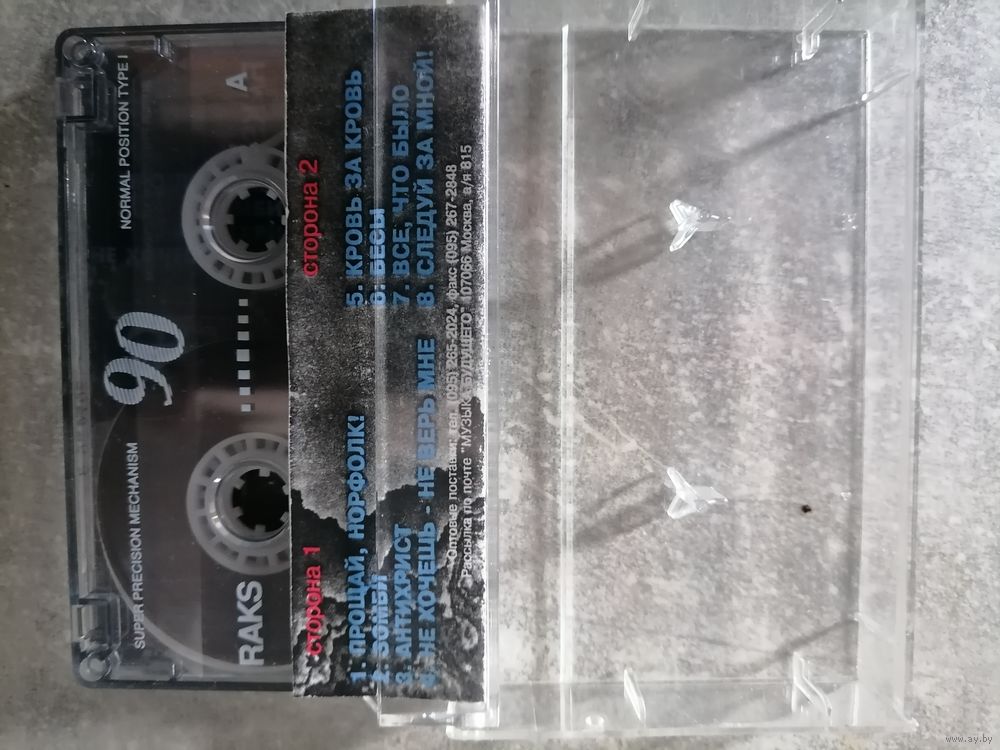 SUPER PRECISION MECHANISM
NORMAL POSITION TYPE I
90
RAKS
A
сторона 1
1. ПРОЩАЙ, НОРФОЛК!
2. ЗОМБИ
3. АНТИХРИСТ
4. НЕ ХОЧЕШЬ - НЕ ВЕРЬ МНЕ
сторона 2
5. КРОВЬ ЗА КРОВЬ
6. БЕСЫ
7. ВСЕ, ЧТО БЫЛО
8. СЛЕДУЙ ЗА МНОЙ!
Оптовые поставки: тел. (095) 265-2024, факс (095) 267-2848
Рассылка по почте "МУЗЫКА БУДУЩЕГО" 107066 Москва, а/я 815
www.ay.by